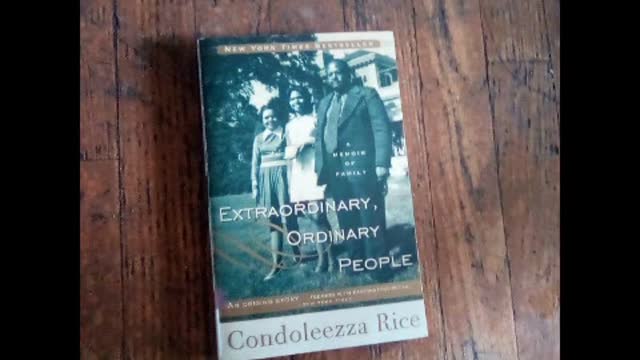 NEW YORK TIMES BESTSELLER
A
MEMOIR
OF
FAMILY
EXTRAORDINARY,
ORDINARY
PEOPLE
Condoleezza Rice